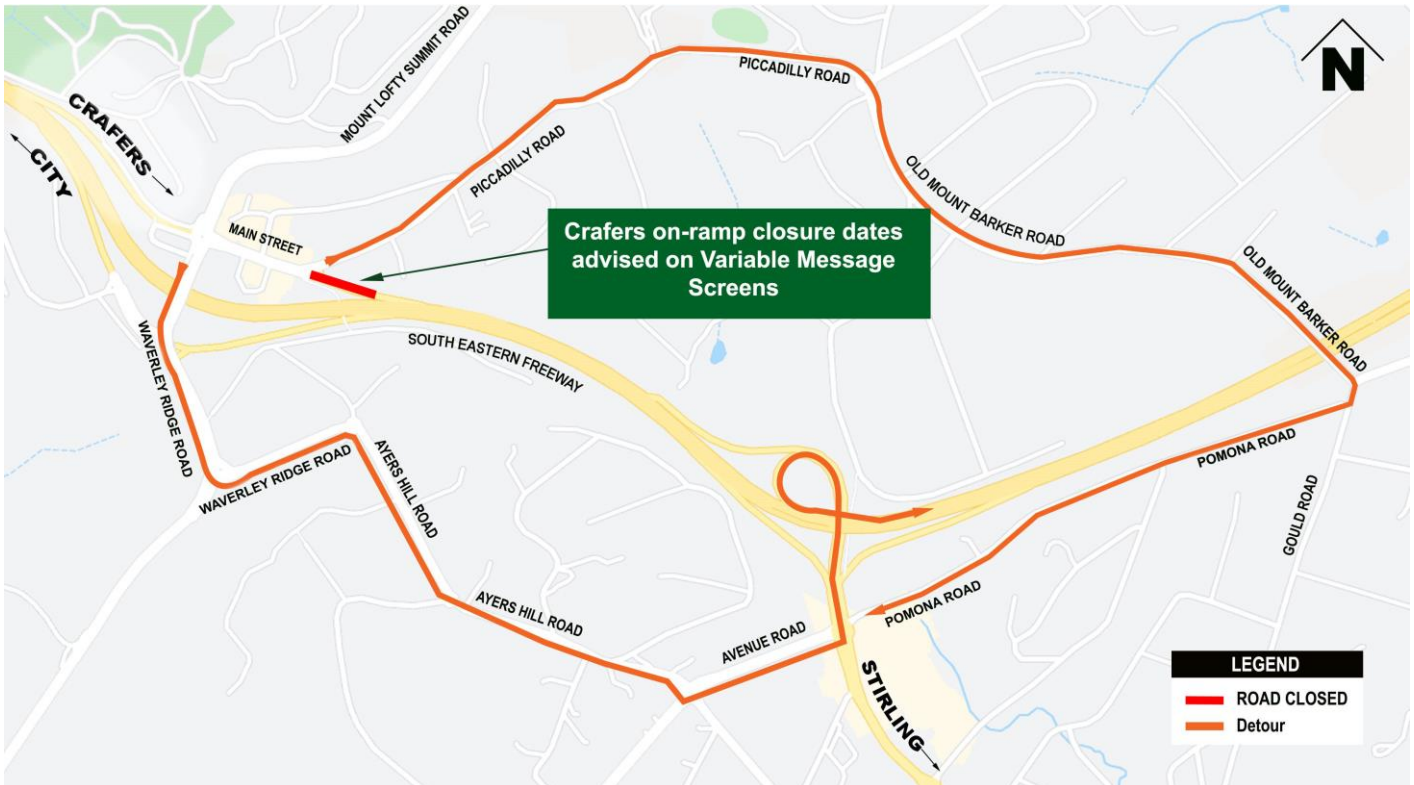 MOUNT LOFTY SUMMIT ROAD
N
PICCADILLY ROAD
CRAFERS
CITY
PICCADILLY ROAD
OLD MOUNT BARKER ROAD
MAIN STREET
Crafers on-ramp closure dates
advised on Variable Message
Screens
OLD MOUNT BARKER ROAD
WAVERLEY RIDGE ROAD
SOUTH EASTERN FREEWAY
WAVERLEY RIDGE ROAD
AYERS HILL ROAD
POMONA ROAD
GOULD ROAD
AYERS HILL ROAD
AVENUE ROAD
POMONA ROAD
STIRLING
LEGEND
ROAD CLOSED
Detour